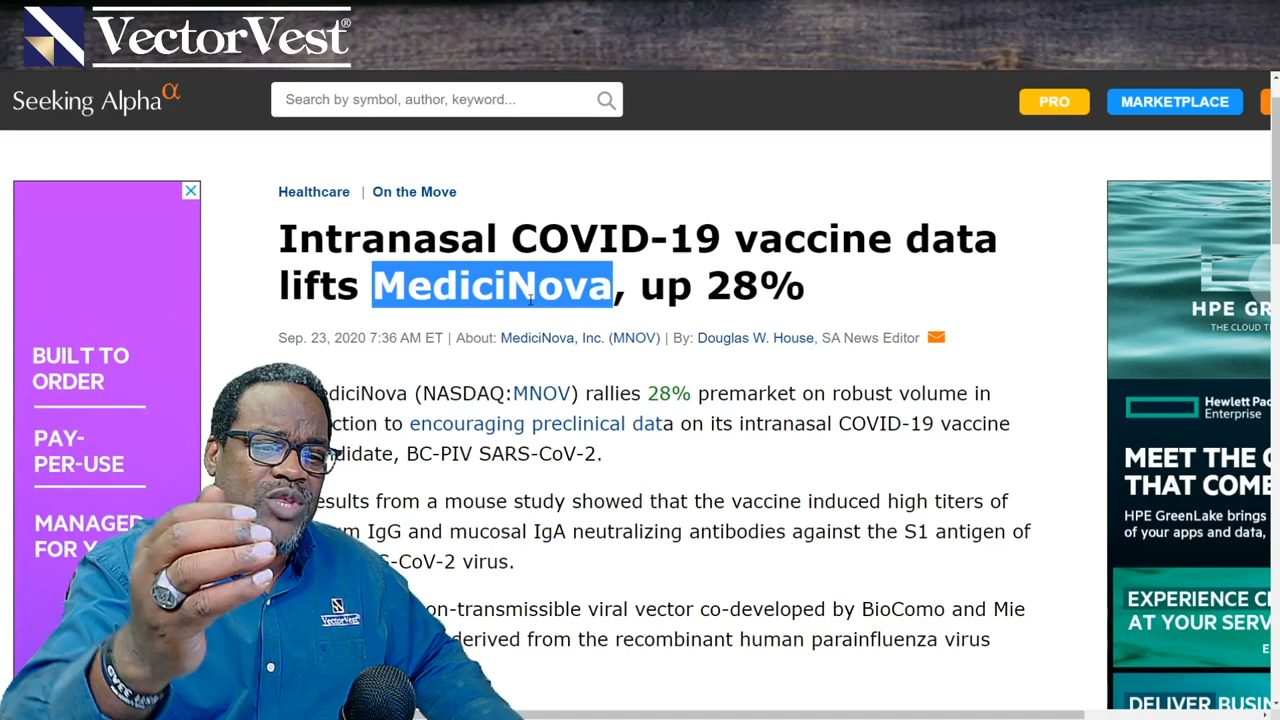 VectorVest®
Seeking Alpha α
Search by symbol, author, keyword...
PRO
MARKETPLACE
Healthcare | On the Move
Intranasal COVID-19 vaccine data
lifts MediciNova, up 28%
Sep. 23, 2020 7:36 AM ET | About: MediciNova, Inc. (MNOV) | By: Douglas W. House, SA News Editor
ediciNova (NASDAQ:MNOV) rallies 28% premarket on robust volume in
ction to encouraging preclinical data on its intranasal COVID-19 vaccine
ndidate, BC-PIV SARS-CoV-2.
esults from a mouse study showed that the vaccine induced high titers of
m IgG and mucosal IgA neutralizing antibodies against the S1 antigen of
S-CoV-2 virus.
on-transmissible viral vector co-developed by BioComo and Mie
derived from the recombinant human parainfluenza virus
BUILT TO
ORDER
PAY-
PER-USE
MANAGED
FOR Y
HPE GR
THE CLOUD T
Hewlett Pac
Enterprise
MEET THE C
THAT COME
HPE GreenLake brings
of your apps and data,
EXPERIENCE C
AT YOUR SERV
E
DELIVER BUSIN
VectorVest